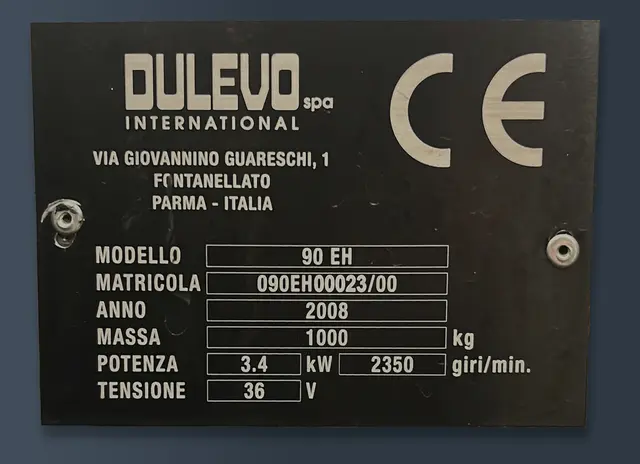 DULEVO spa
INTERNATIONAL
CE
VIA GIOVANNINO GUARESCHI, 1
FONTANELLATO
PARMA - ITALIA
MODELLO 90 EH
MATRICOLA 090EH00023/00
ANNO 2008
MASSA 1000 kg
POTENZA 3.4 kW 2350 giri/min.
TENSIONE 36 V